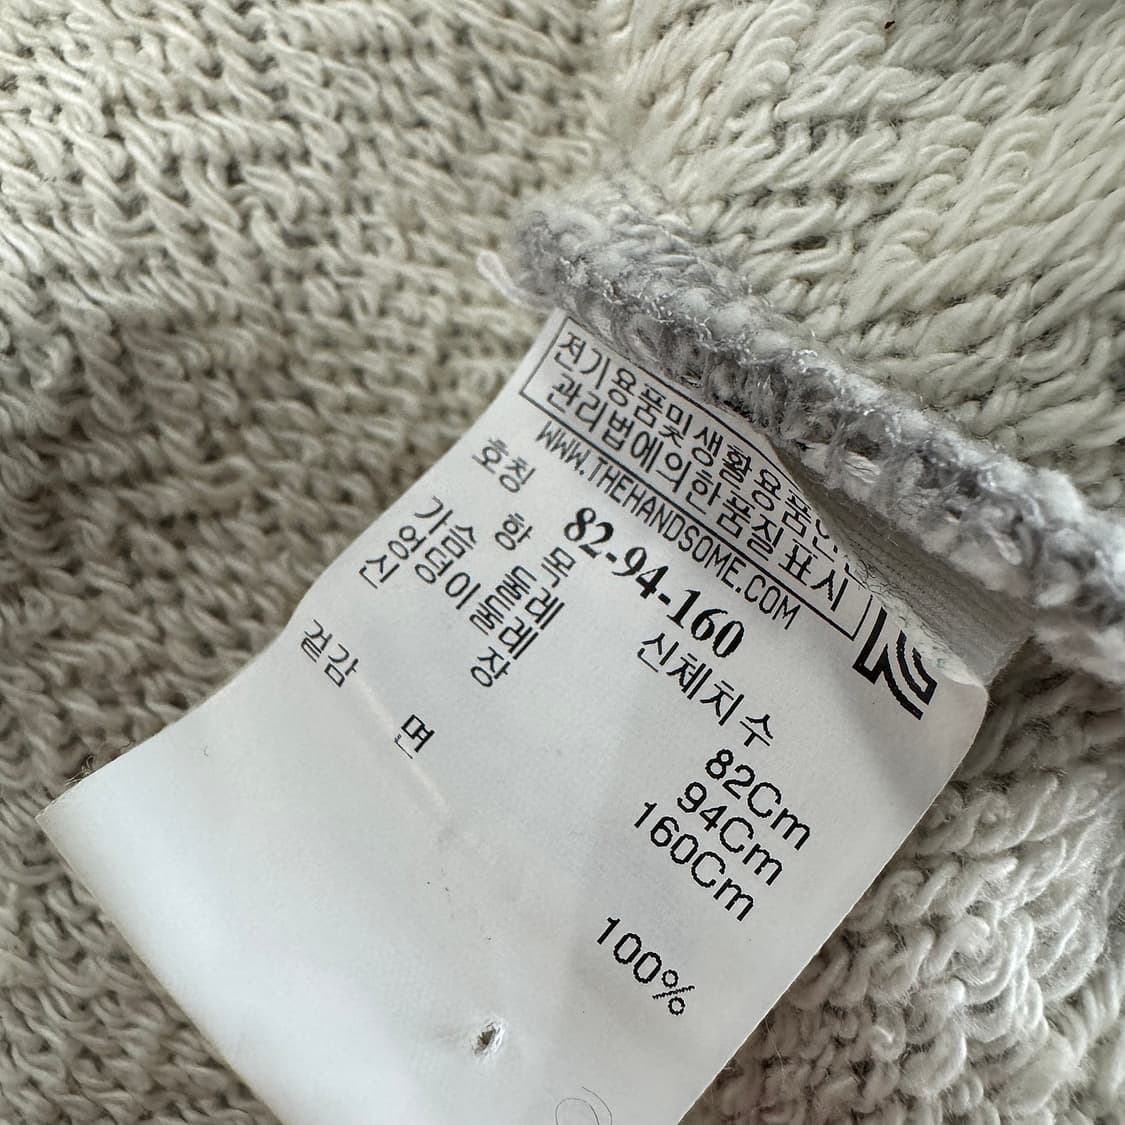 전기용품및생활용품안전
관리법에의한품질표시
WWW.THEHANDSOME.COM
호칭 82-94-160
항 목 신체치수
가슴 둘레 82Cm
엉덩이둘레 94Cm
신 장 160Cm
겉감
면 100%